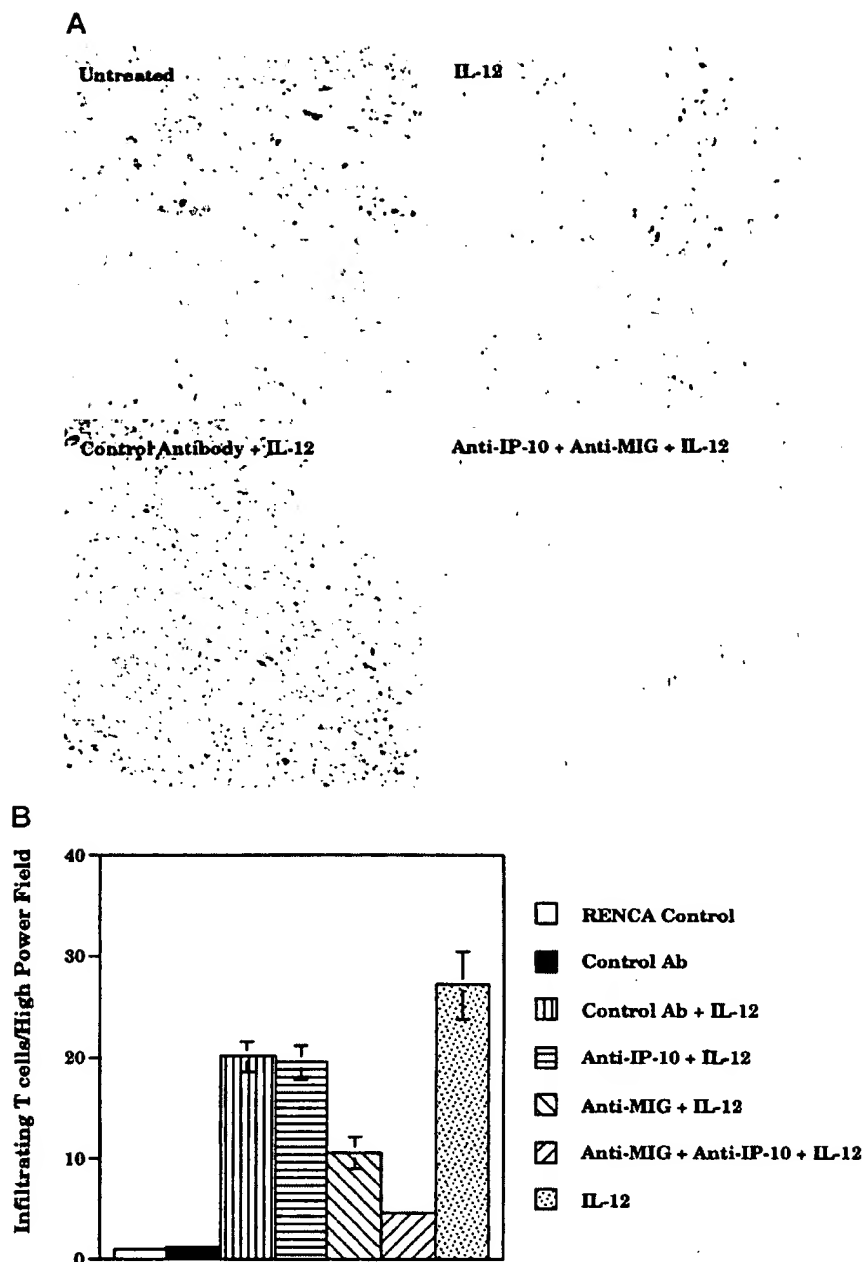 A
Untreated
IL-12
Control Antibody + IL-12
Anti-IP-10 + Anti-MIG + IL-12
B
Infiltrating T cells/High Power Field
40
30
20
10
0
RENCA Control
Control Ab
Control Ab + IL-12
Anti-IP-10 + IL-12
Anti-MIG + IL-12
Anti-MIG + Anti-IP-10 + IL-12
IL-12